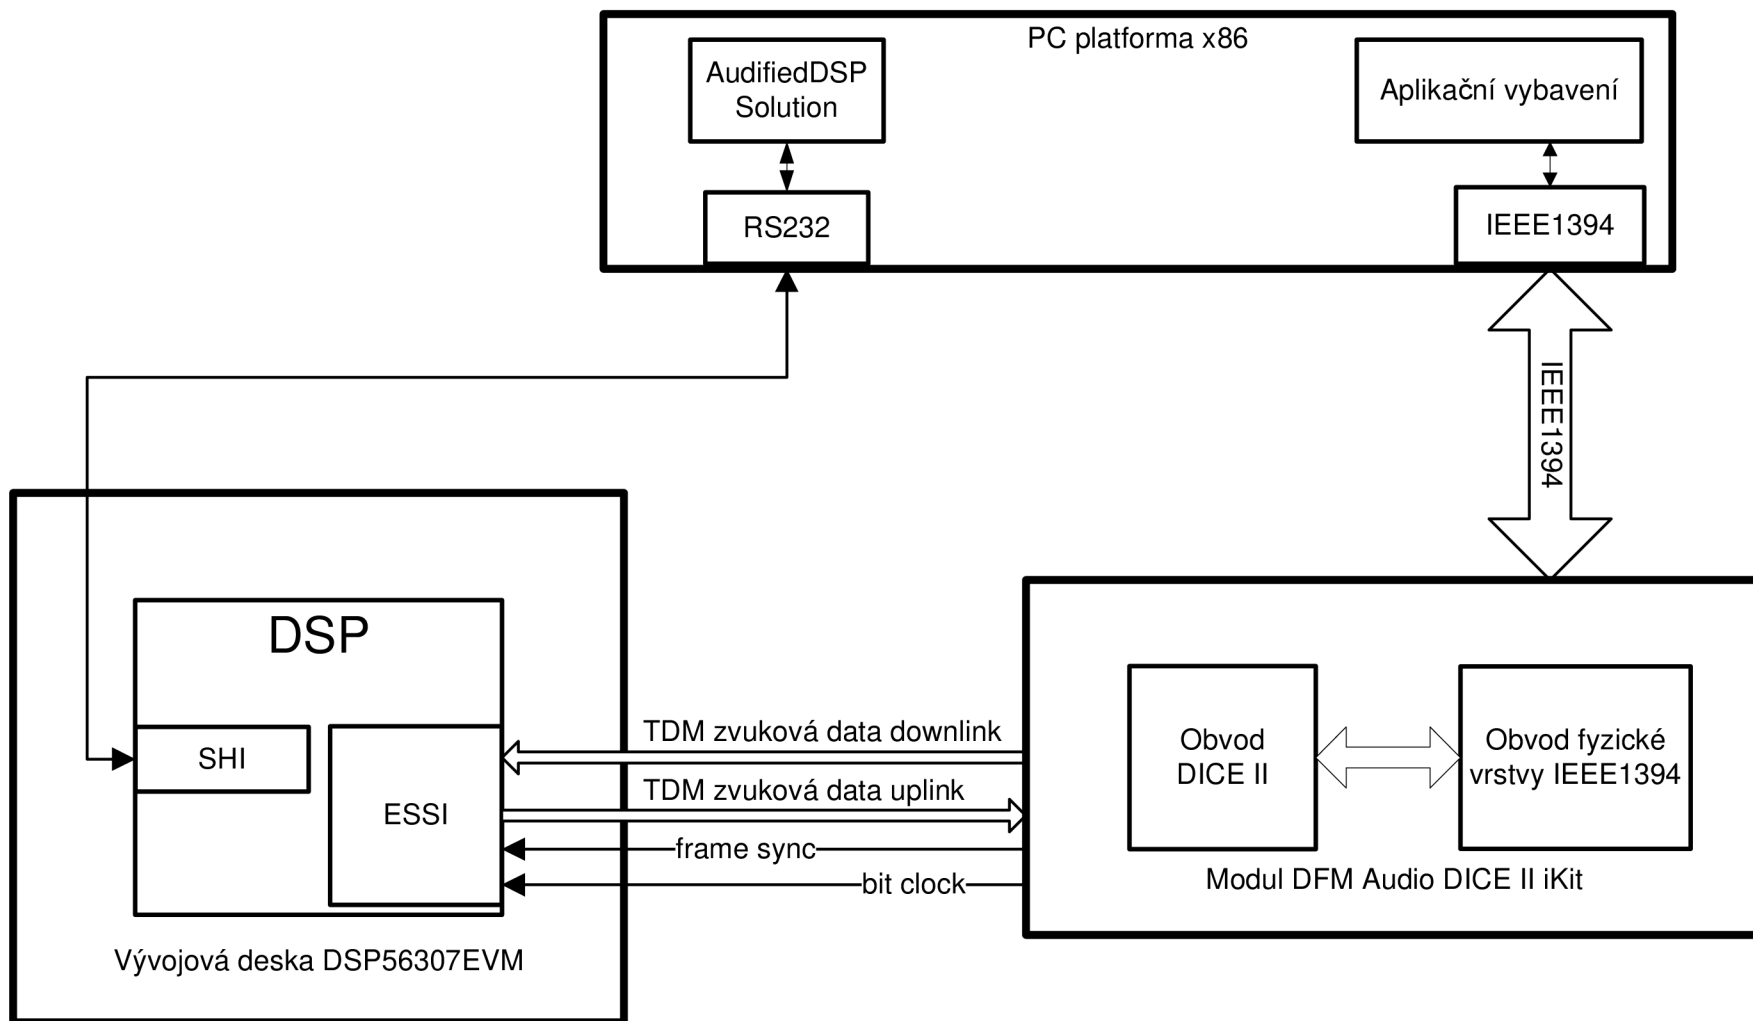 PC platforma x86
AudifiedDSP
Solution
Aplikační vybavení
RS232
IEEE1394
IEEE1394
DSP
SHI
ESSI
TDM zvuková data downlink
TDM zvuková data uplink
frame sync
bit clock
Obvod
DICE II
Obvod fyzické
vrstvy IEEE1394
Modul DFM Audio DICE II iKit
Vývojová deska DSP56307EVM